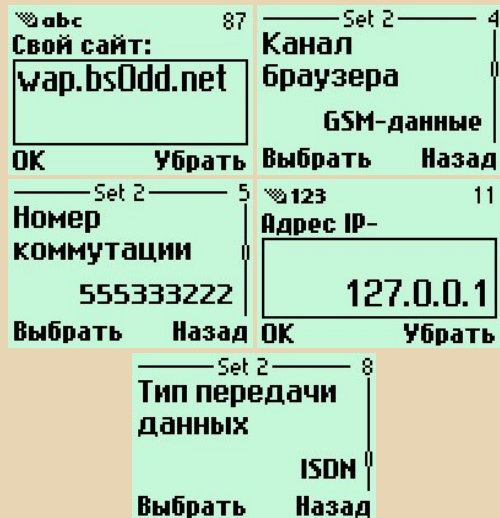 abc 87
Свой сайт:
wap.bs0dd.net
OK Убрать
Set 2 4
Канал
браузера
GSM-данные
Выбрать Назад
Set 2 5
Номер
коммутации
555333222
Выбрать Назад
123 11
Адрес IP-
127.0.0.1
OK Убрать
Set 2 8
Тип передачи
данных
ISDN
Выбрать Назад